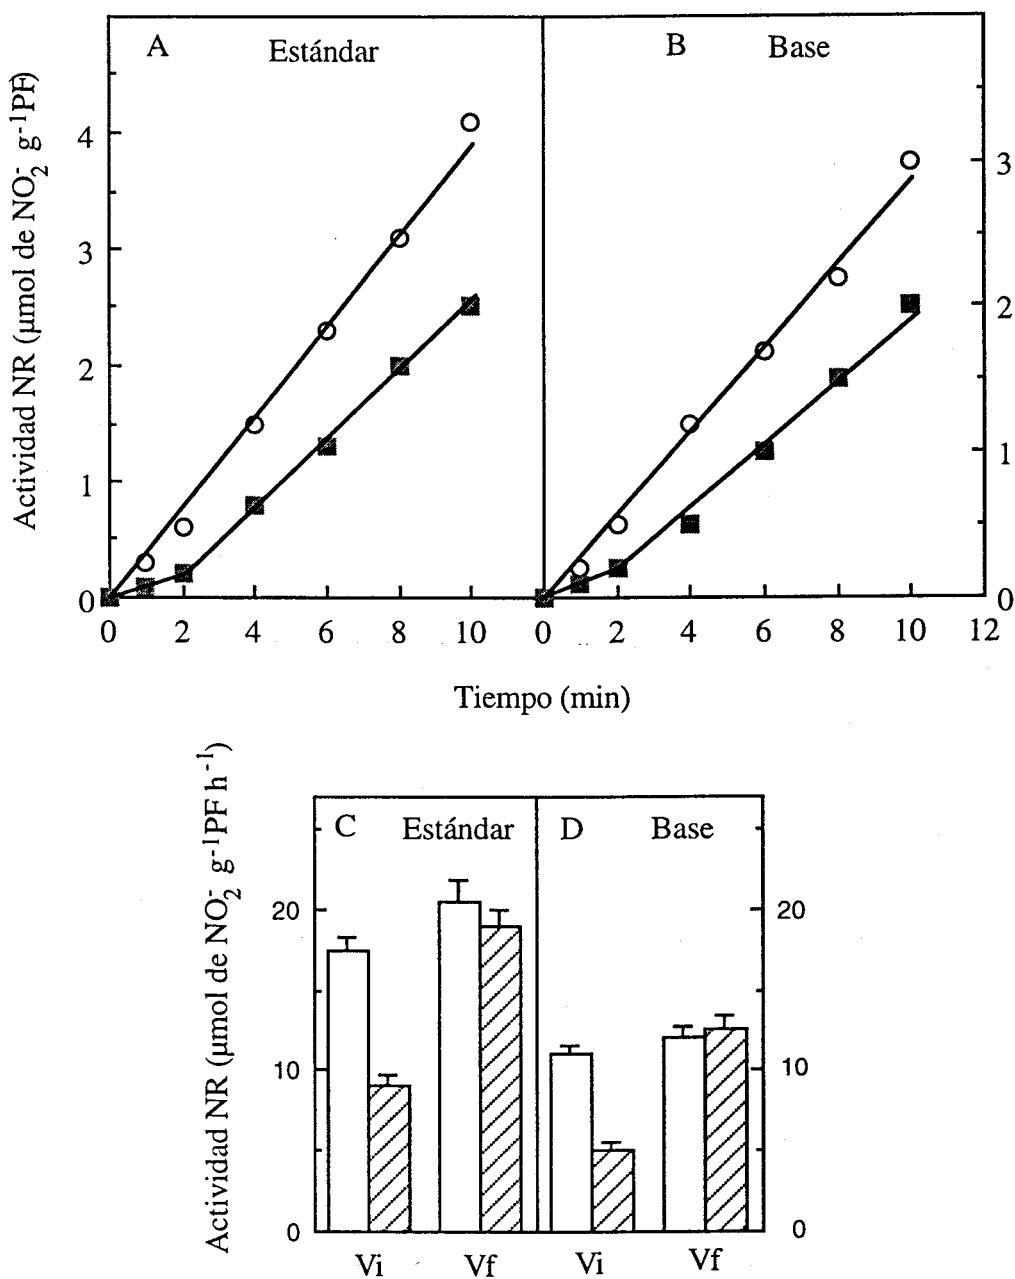 A Estándar
B Base
Actividad NR (µmol de NO₂⁻ g⁻¹PF)
4
3
2
1
0
3
2
1
0
0 2 4 6 8 10
0 2 4 6 8 10 12
Tiempo (min)
C Estándar
D Base
Actividad NR (µmol de NO₂⁻ g⁻¹PF h⁻¹)
20
10
0
20
10
0
Vi Vf
Vi Vf